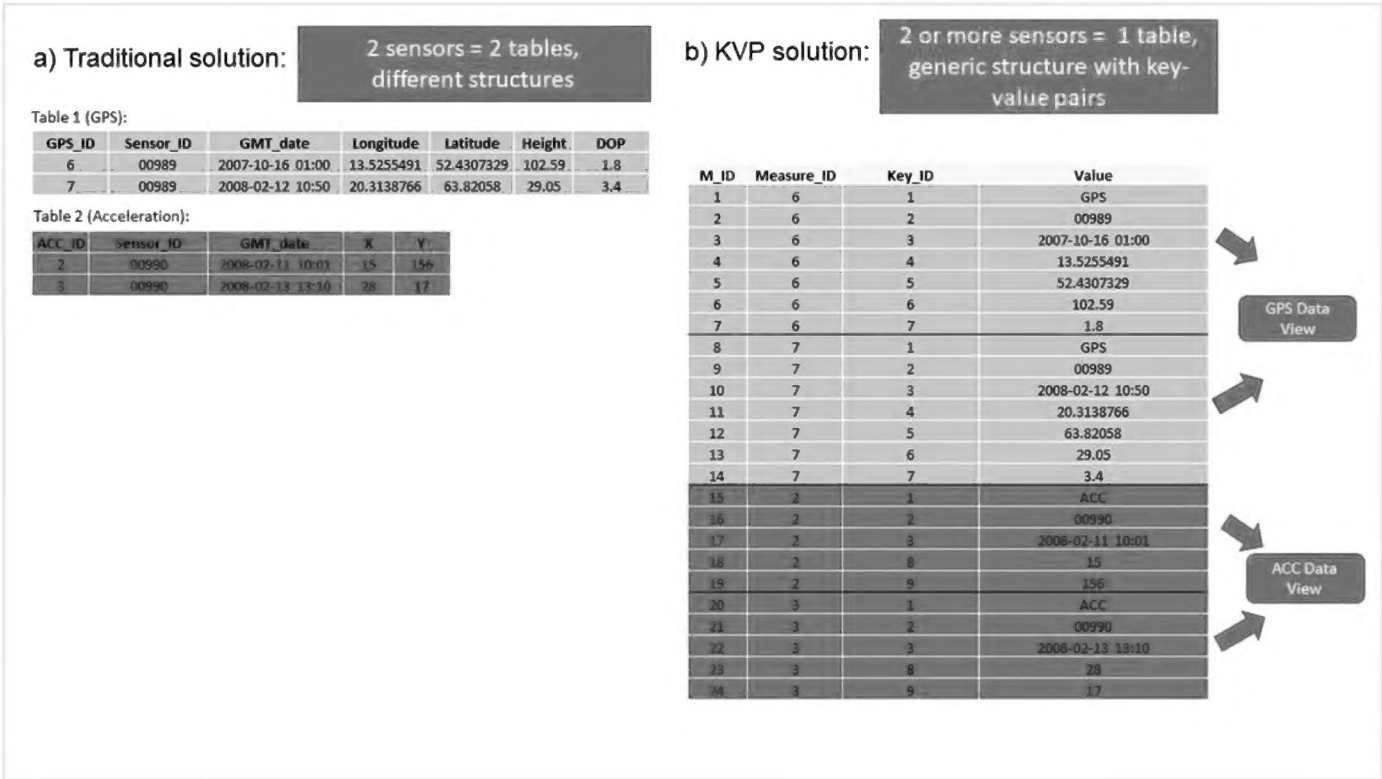 a) Traditional solution:
2 sensors = 2 tables,
different structures
Table 1 (GPS):
GPS_ID Sensor_ID GMT_date Longitude Latitude Height DOP
6 00989 2007-10-16 01:00 13.5255491 52.4307329 102.59 1.8
7 00989 2008-02-12 10:50 20.3138766 63.82058 29.05 3.4
Table 2 (Acceleration):
ACC_ID Sensor_ID GMT_date X Y
2 00990 2008-02-11 10:01 15 156
3 00990 2008-02-13 13:10 28 17
b) KVP solution:
2 or more sensors = 1 table,
generic structure with key-
value pairs
M_ID Measure_ID Key_ID Value
1 6 1 GPS
2 6 2 00989
3 6 3 2007-10-16 01:00
4 6 4 13.5255491
5 6 5 52.4307329
6 6 6 102.59
7 6 7 1.8
8 7 1 GPS
9 7 2 00989
10 7 3 2008-02-12 10:50
11 7 4 20.3138766
12 7 5 63.82058
13 7 6 29.05
14 7 7 3.4
15 2 1 ACC
16 2 2 00990
17 2 3 2008-02-11 10:01
18 2 8 15
19 2 9 156
20 3 1 ACC
21 3 2 00990
22 3 3 2008-02-13 13:10
23 3 8 28
24 3 9 17
GPS Data
View
ACC Data
View